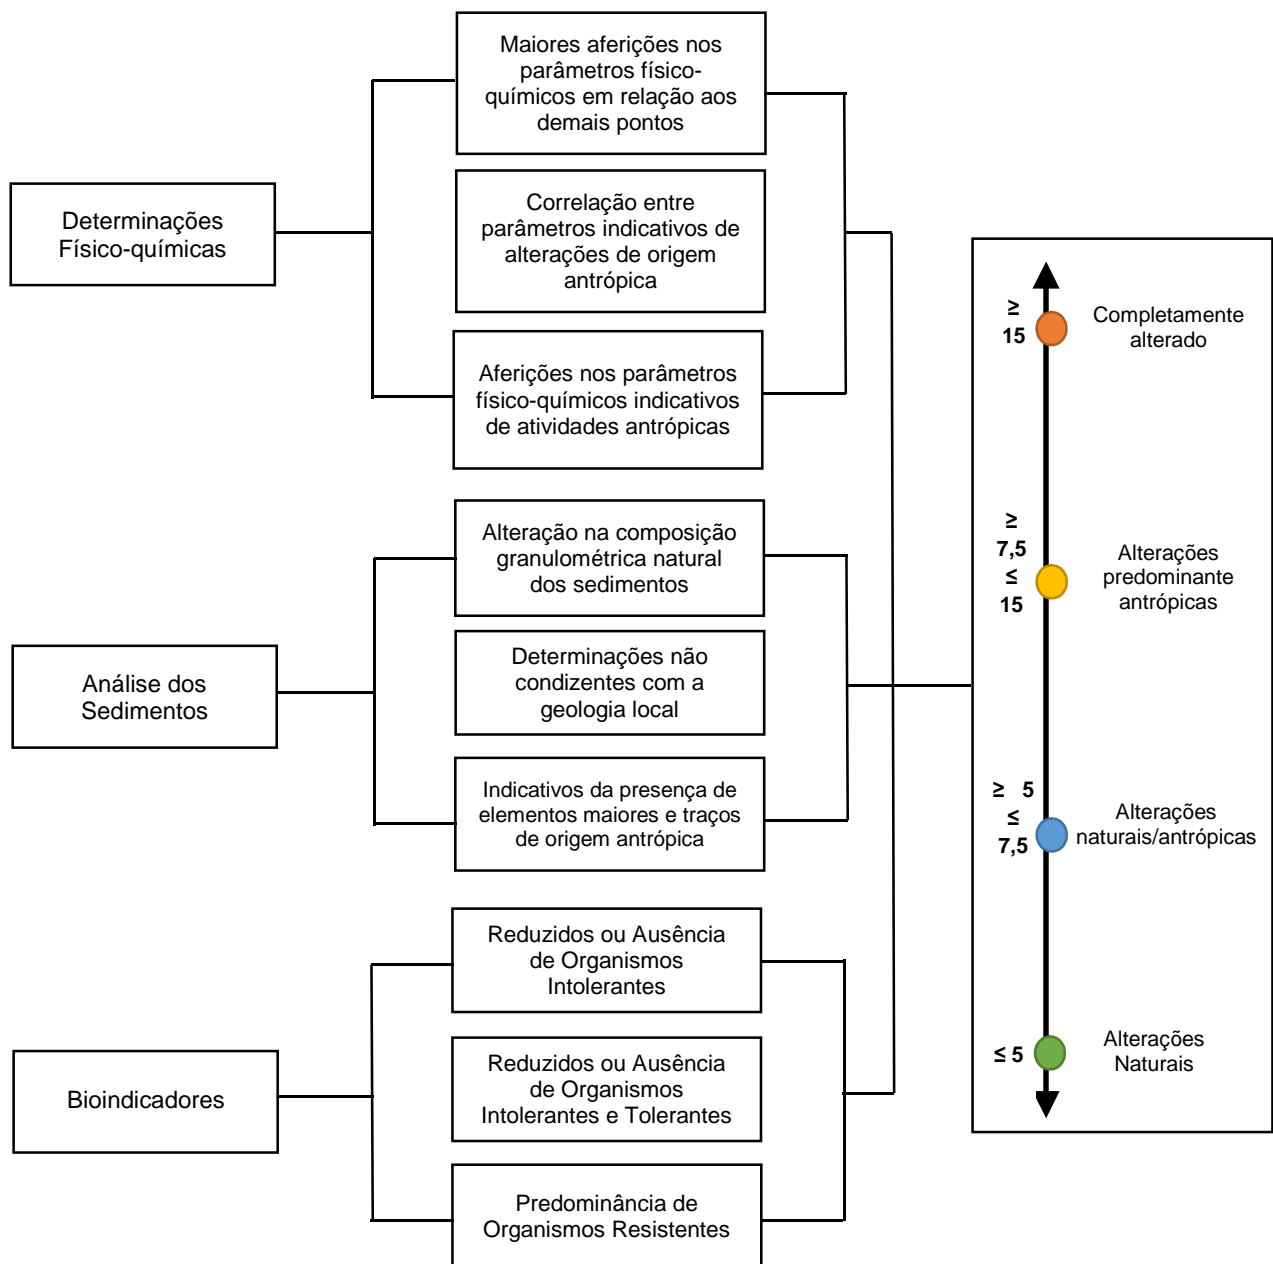 Determinações
Físico-químicas
Maiores aferições nos
parâmetros físico-
químicos em relação aos
demais pontos
Correlação entre
parâmetros indicativos de
alterações de origem
antrópica
Aferições nos parâmetros
físico-químicos indicativos
de atividades antrópicas
Análise dos
Sedimentos
Alteração na composição
granulométrica natural
dos sedimentos
Determinações não
condizentes com a
geologia local
Indicativos da presença de
elementos maiores e traços
de origem antrópica
Bioindicadores
Reduzidos ou Ausência
de Organismos
Intolerantes
Reduzidos ou Ausência
de Organismos
Intolerantes e Tolerantes
Predominância de
Organismos Resistentes
≥
15
Completamente
alterado
≥
7,5
≤
15
Alterações
predominante
antrópicas
≥ 5
≤
7,5
Alterações
naturais/antrópicas
≤ 5
Alterações
Naturais